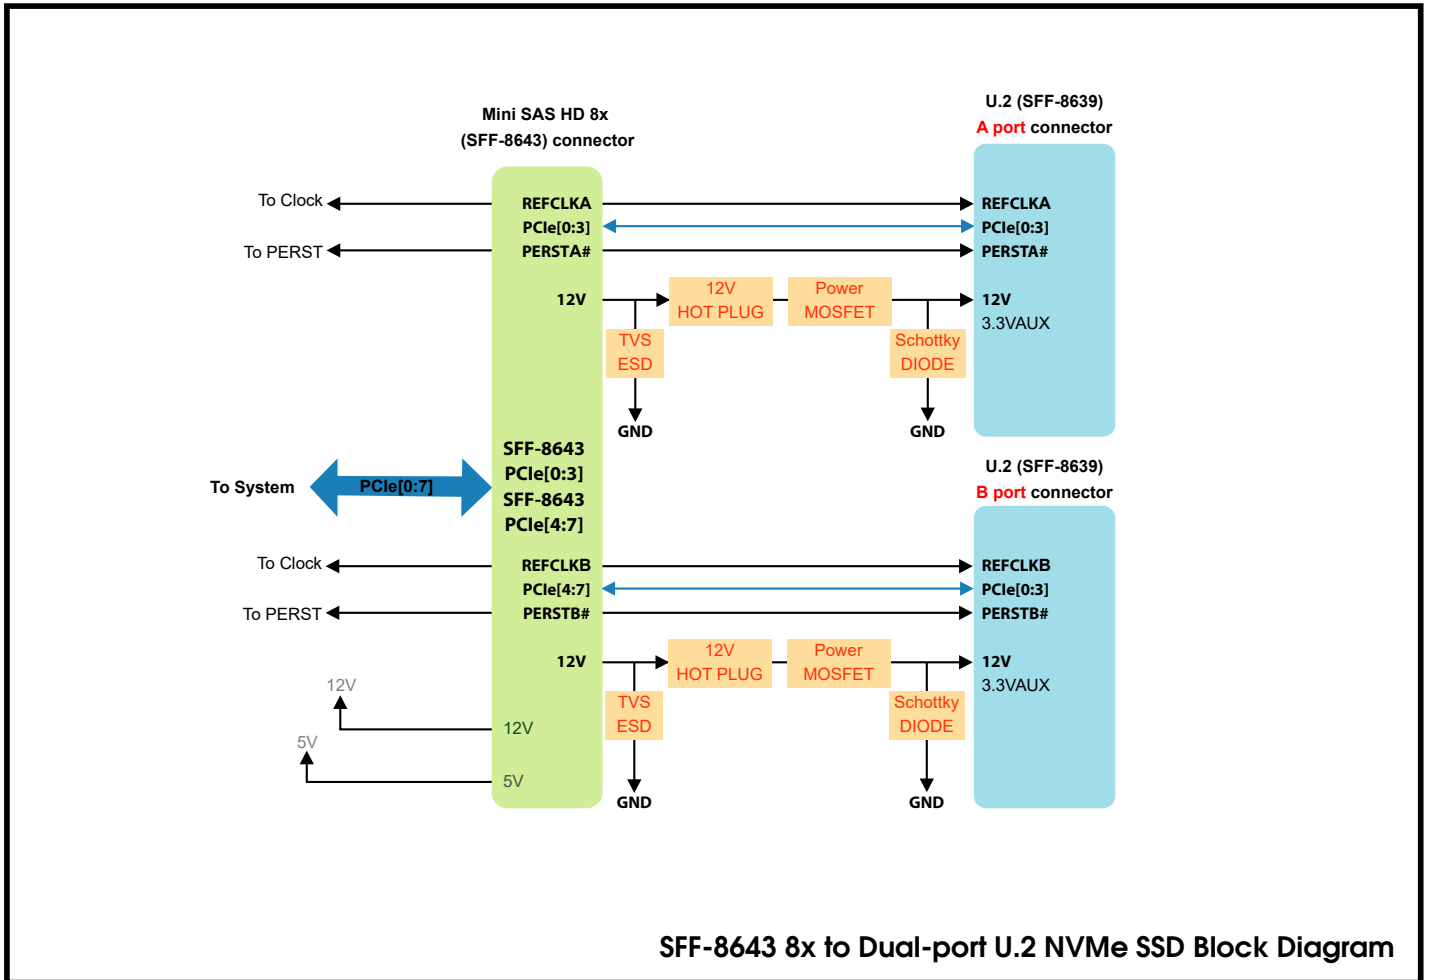 Mini SAS HD 8x
(SFF-8643) connector
U.2 (SFF-8639)
A port connector
To Clock
REFCLKA
REFCLKA
PCIe[0:3]
PCIe[0:3]
To PERST
PERSTA#
PERSTA#
12V
12V
HOT PLUG
Power
MOSFET
12V
3.3VAUX
TVS
ESD
Schottky
DIODE
GND
GND
SFF-8643
PCIe[0:3]
SFF-8643
PCIe[4:7]
To System
PCIe[0:7]
U.2 (SFF-8639)
B port connector
To Clock
REFCLKB
REFCLKB
PCIe[4:7]
PCIe[0:3]
To PERST
PERSTB#
PERSTB#
12V
12V
HOT PLUG
Power
MOSFET
12V
3.3VAUX
TVS
ESD
Schottky
DIODE
GND
GND
12V
12V
5V
5V
SFF-8643 8x to Dual-port U.2 NVMe SSD Block Diagram